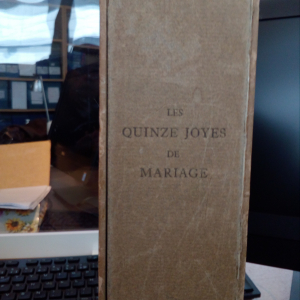 LES
QUINZE JOYES
DE
MARIAGE